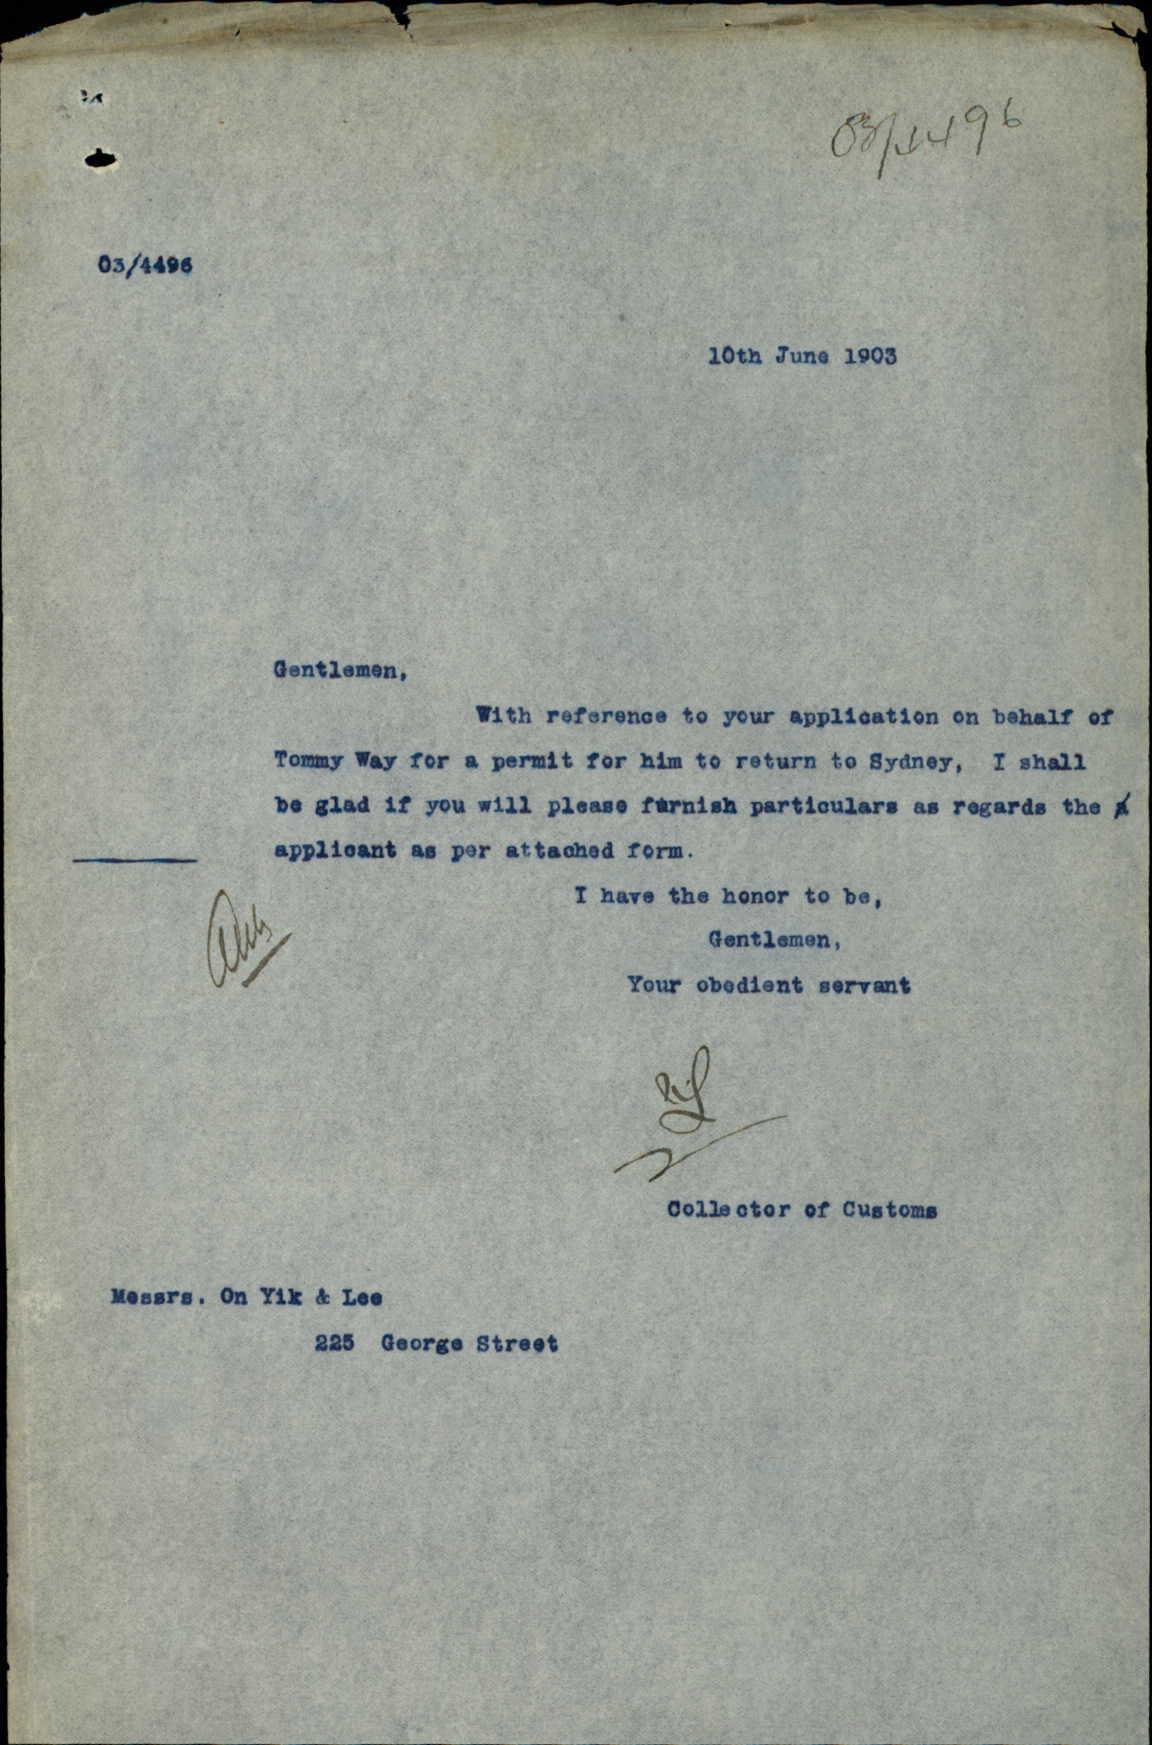 03/4496
03/4496
10th June 1903
Gentlemen,
With reference to your application on behalf of
Tommy Way for a permit for him to return to Sydney, I shall
be glad if you will please furnish particulars as regards the
applicant as per attached form.
I have the honor to be,
Gentlemen,
Your obedient servant
Collector of Customs
Messrs. On Yik & Lee
225 George Street